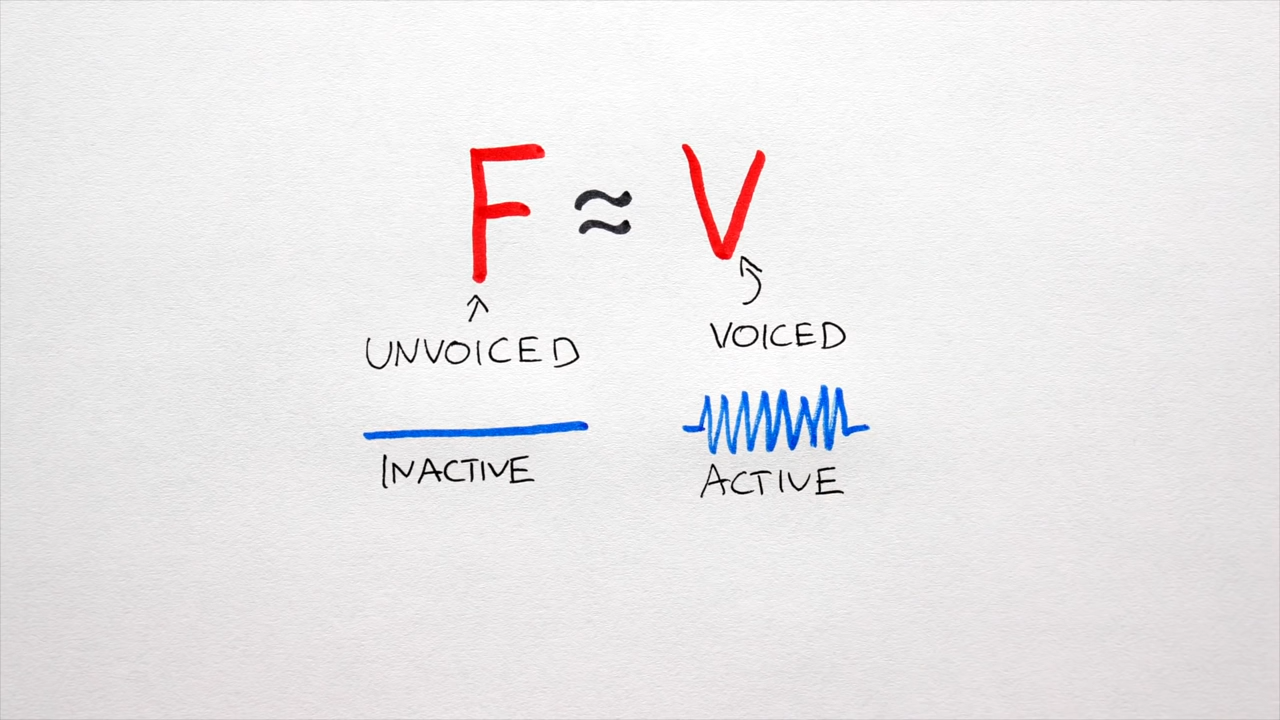 F ≈ V
UNVOICED
VOICED
INACTIVE
ACTIVE